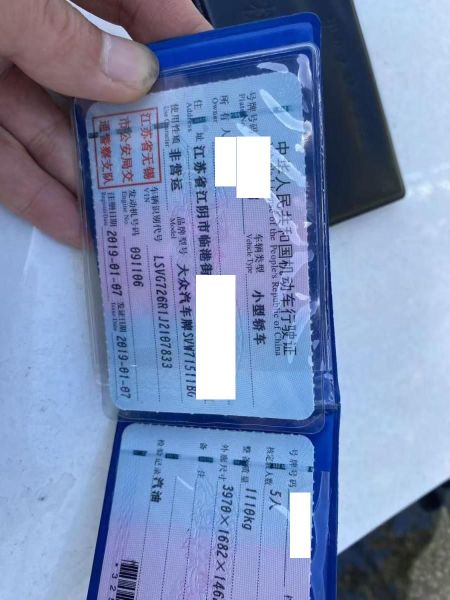 中华人民共和国机动车行驶证
of the People's Republic of China
号牌号码
车辆类型
Vehicle Type
小型轿车
所有人
Owner
住址
Address
江苏省江阴市临港街
使用性质
Use Character
非营运
品牌型号
Model
大众汽车牌SVW71511BG
江苏省无锡
市公安局交
通警察支队
车辆识别代号
VIN
LSVG726R1J2107833
发动机号码
Engine No.
091106
注册日期
2019-01-07
发证日期
Issue Date
2019-01-07
号牌号码
核定载人数
5人
整备质量
1110kg
外廓尺寸
3970×1682×146
备注
检验记录
汽油